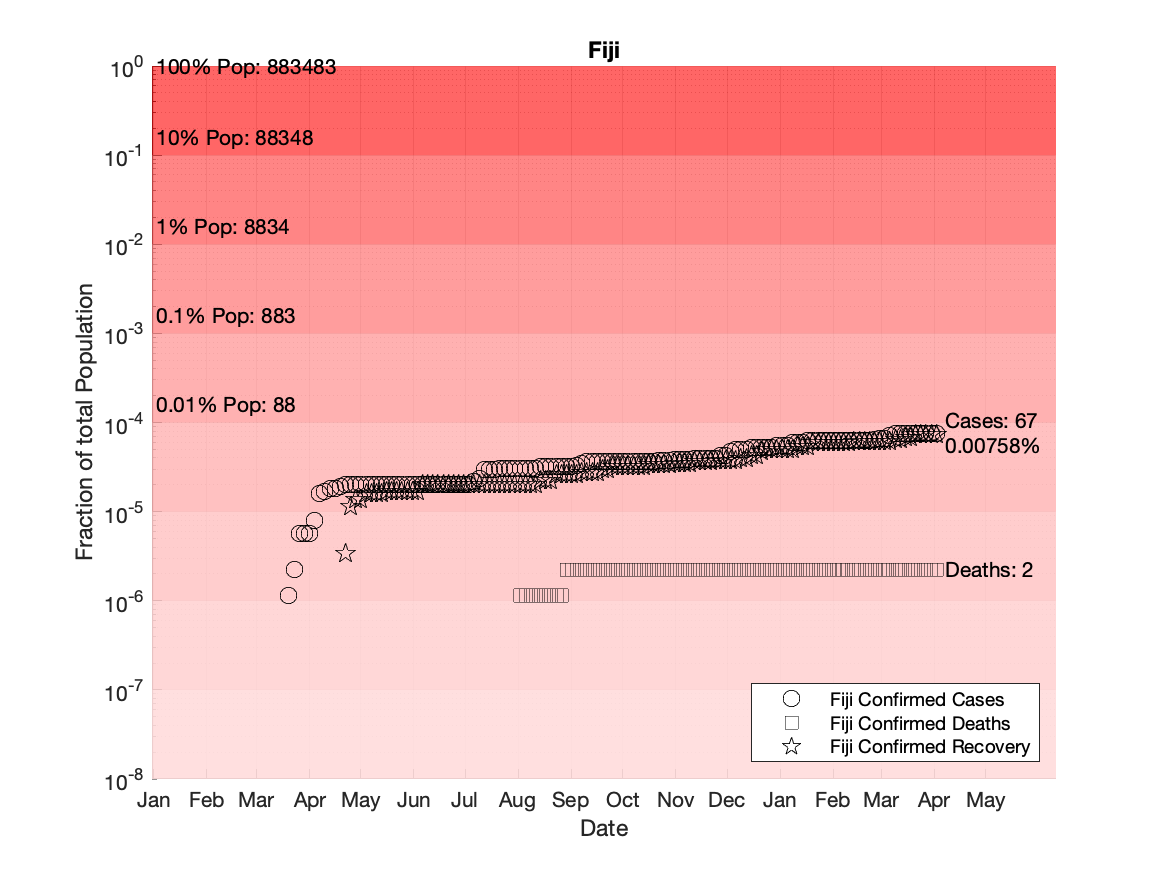 Fiji
10^0
100% Pop: 883483
10% Pop: 88348
10^-1
1% Pop: 8834
10^-2
0.1% Pop: 883
10^-3
0.01% Pop: 88
10^-4
Cases: 67
0.00758%
10^-5
Deaths: 2
10^-6
10^-7
10^-8
Fraction of total Population
Fiji Confirmed Cases
Fiji Confirmed Deaths
Fiji Confirmed Recovery
Jan Feb Mar Apr May Jun Jul Aug Sep Oct Nov Dec Jan Feb Mar Apr May
Date